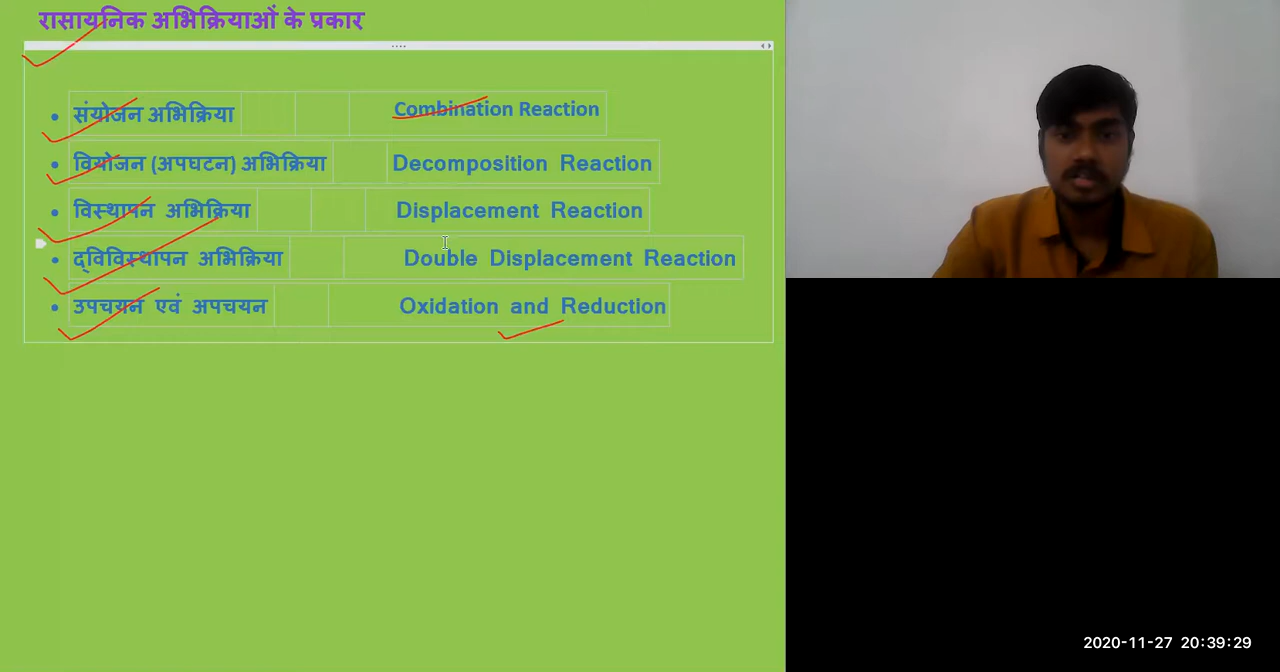 रासायनिक अभिक्रियाओं के प्रकार
• संयोजन अभिक्रिया Combination Reaction
• वियोजन (अपघटन) अभिक्रिया Decomposition Reaction
• विस्थापन अभिक्रिया Displacement Reaction
• द्विविस्थापन अभिक्रिया Double Displacement Reaction
• उपचयन एवं अपचयन Oxidation and Reduction
2020-11-27 20:39:29